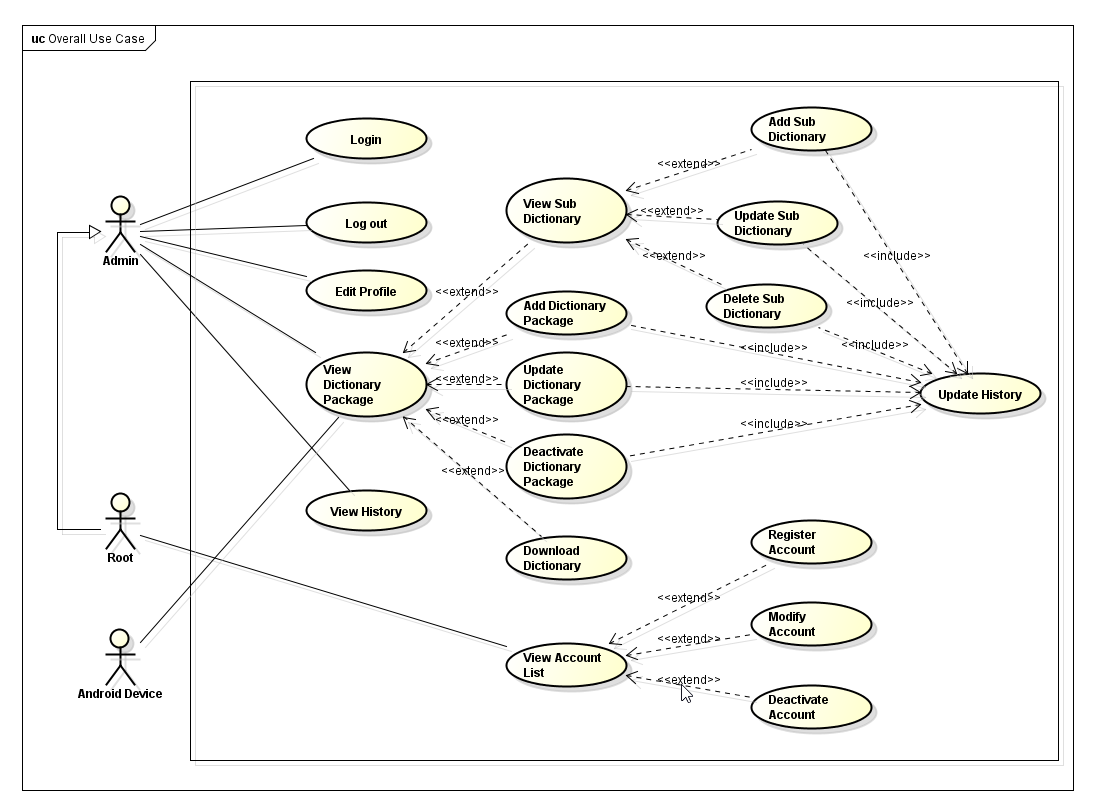 uc Overall Use Case
Add Sub
Dictionary
Login
<<extend>>
View Sub
Dictionary
<<extend>>
Update Sub
Dictionary
Log out
Admin
<<extend>>
<<include>>
Edit Profile
<<extend>>
Delete Sub
Dictionary
<<include>>
Add Dictionary
Package
<<extend>>
<<include>>
<<include>>
View
Dictionary
Package
<<extend>>
Update
Dictionary
Package
<<include>>
Update History
<<extend>>
<<include>>
Deactivate
Dictionary
Package
<<extend>>
View History
Root
Download
Dictionary
Register
Account
<<extend>>
Modify
Account
<<extend>>
View Account
List
<<extend>>
Android Device
Deactivate
Account